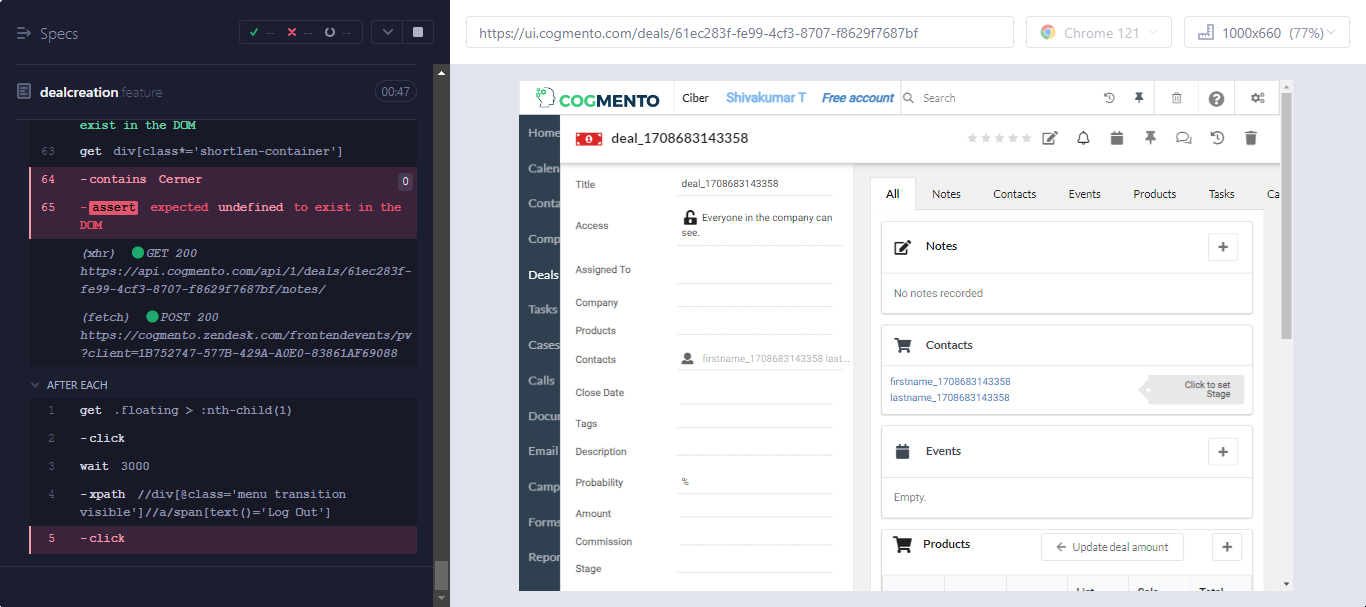 Specs
-- -- --
https://ui.cogmento.com/deals/61ec283f-fe99-4cf3-8707-f8629f7687bf
Chrome 121
1000x660 (77%)
dealcreation.feature
00:47
exist in the DOM
63 get div[class*='shortlen-container']
64 -contains Cerner 0
65 -assert expected undefined to exist in the
DOM
(xhr) GET 200
https://api.cogmento.com/api/1/deals/61ec283f-
fe99-4cf3-8707-f8629f7687bf/notes/
(fetch) POST 200
https://cogmento.zendesk.com/frontendevents/pv
?client=1B752747-577B-429A-A0E0-83861AF69088
AFTER EACH
1 get .floating > :nth-child(1)
2 -click
3 wait 3000
4 -xpath //div[@class='menu transition
visible']//a/span[text()='Log Out']
5 -click
COGMENTO
Ciber
Shivakumar T
Free account
Search
Home
Calen
Conta
Comp
Deals
Tasks
Cases
Calls
Docur
Email
Camp
Forms
Repor
deal_1708683143358
Title deal_1708683143358
Access Everyone in the company can
see.
Assigned To
Company
Products
Contacts firstname_1708683143358 last...
Close Date
Tags
Description
Probability %
Amount
Commission
Stage
All Notes Contacts Events Products Tasks Ca
Notes +
No notes recorded
Contacts
firstname_1708683143358
lastname_1708683143358
Click to set
Stage
Events +
Empty.
Products
Update deal amount +
List Sale Total